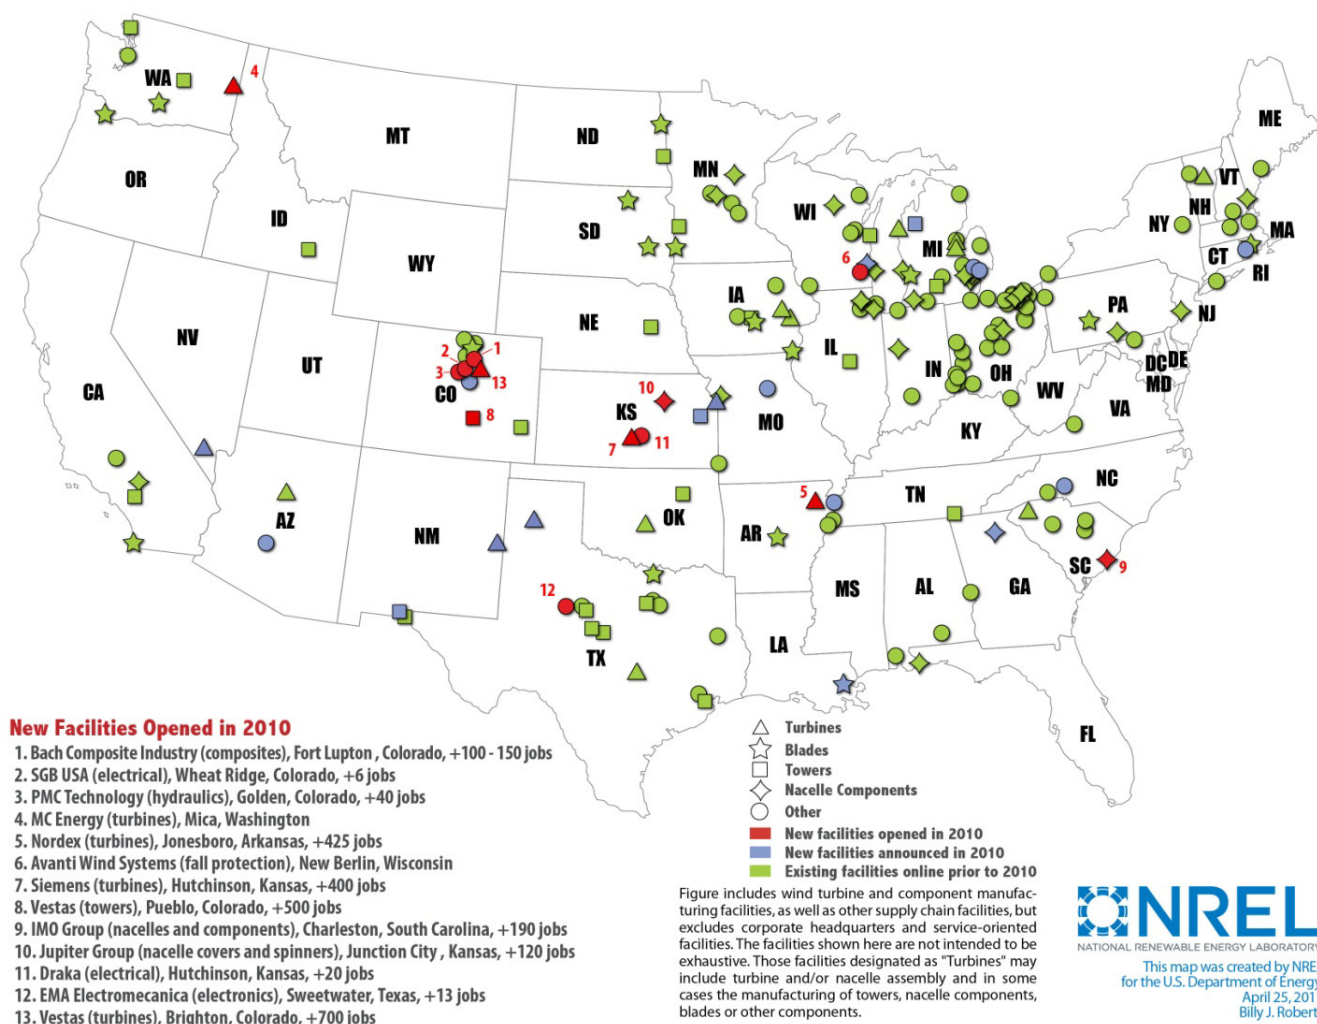 4
WA
MT
ND
ME
MN
OR
VT
ID
WI
NH
SD
NY
MA
MI
WY
CT
6
RI
IA
PA
NE
NJ
NV
2
1
IL
UT
3
13
IN
OH
DC DE
CO
MD
CA
10
WV
VA
8
KS
MO
7
11
KY
5
NC
TN
AZ
OK
NM
AR
SC
9
12
MS
AL
GA
LA
TX
FL
New Facilities Opened in 2010
1. Bach Composite Industry (composites), Fort Lupton , Colorado, +100 - 150 jobs
2. SGB USA (electrical), Wheat Ridge, Colorado, +6 jobs
3. PMC Technology (hydraulics), Golden, Colorado, +40 jobs
4. MC Energy (turbines), Mica, Washington
5. Nordex (turbines), Jonesboro, Arkansas, +425 jobs
6. Avanti Wind Systems (fall protection), New Berlin, Wisconsin
7. Siemens (turbines), Hutchinson, Kansas, +400 jobs
8. Vestas (towers), Pueblo, Colorado, +500 jobs
9. IMO Group (nacelles and components), Charleston, South Carolina, +190 jobs
10. Jupiter Group (nacelle covers and spinners), Junction City , Kansas, +120 jobs
11. Draka (electrical), Hutchinson, Kansas, +20 jobs
12. EMA Electromecanica (electronics), Sweetwater, Texas, +13 jobs
13. Vestas (turbines), Brighton, Colorado, +700 jobs
Turbines
Blades
Towers
Nacelle Components
Other
New facilities opened in 2010
New facilities announced in 2010
Existing facilities online prior to 2010
Figure includes wind turbine and component manufac-
turing facilities, as well as other supply chain facilities, but
excludes corporate headquarters and service-oriented
facilities. The facilities shown here are not intended to be
exhaustive. Those facilities designated as "Turbines" may
include turbine and/or nacelle assembly and in some
cases the manufacturing of towers, nacelle components,
blades or other components.
NREL
NATIONAL RENEWABLE ENERGY LABORATORY
This map was created by NRE
for the U.S. Department of Energy
April 25, 201
Billy J. Robert